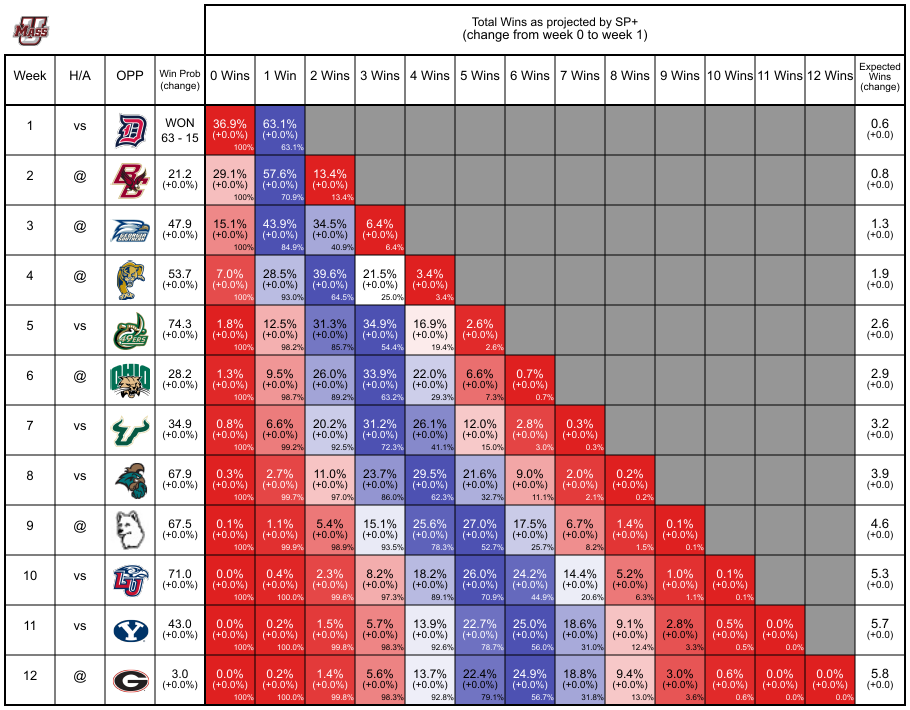 U
MASS
Total Wins as projected by SP+
(change from week 0 to week 1)
Week H/A OPP Win Prob (change) 0 Wins 1 Win 2 Wins 3 Wins 4 Wins 5 Wins 6 Wins 7 Wins 8 Wins 9 Wins 10 Wins 11 Wins 12 Wins Expected Wins (change)
1 vs D WON 36.9% 63.1% 0.6
63 - 15 (+0.0%) (+0.0%) (+0.0)
100% 63.1%
2 @ BC 21.2 29.1% 57.6% 13.4% 0.8
(+0.0%) (+0.0%) (+0.0%) (+0.0%) (+0.0)
100% 70.9% 13.4%
3 @ 47.9 15.1% 43.9% 34.5% 6.4% 1.3
(+0.0%) (+0.0%) (+0.0%) (+0.0%) (+0.0%) (+0.0)
100% 84.9% 40.9% 6.4%
4 @ 53.7 7.0% 28.5% 39.6% 21.5% 3.4% 1.9
(+0.0%) (+0.0%) (+0.0%) (+0.0%) (+0.0%) (+0.0%) (+0.0)
100% 93.0% 64.5% 25.0% 3.4%
5 vs 49ERS 74.3 1.8% 12.5% 31.3% 34.9% 16.9% 2.6% 2.6
(+0.0%) (+0.0%) (+0.0%) (+0.0%) (+0.0%) (+0.0%) (+0.0%) (+0.0)
100% 98.2% 85.7% 54.4% 19.4% 2.6%
6 @ OHIO 28.2 1.3% 9.5% 26.0% 33.9% 22.0% 6.6% 0.7% 2.9
(+0.0%) (+0.0%) (+0.0%) (+0.0%) (+0.0%) (+0.0%) (+0.0%) (+0.0%) (+0.0)
100% 98.7% 89.2% 63.2% 29.3% 7.3% 0.7%
7 vs 34.9 0.8% 6.6% 20.2% 31.2% 26.1% 12.0% 2.8% 0.3% 3.2
(+0.0%) (+0.0%) (+0.0%) (+0.0%) (+0.0%) (+0.0%) (+0.0%) (+0.0%) (+0.0%) (+0.0)
100% 99.2% 92.5% 72.3% 41.1% 15.0% 3.0% 0.3%
8 vs 67.9 0.3% 2.7% 11.0% 23.7% 29.5% 21.6% 9.0% 2.0% 0.2% 3.9
(+0.0%) (+0.0%) (+0.0%) (+0.0%) (+0.0%) (+0.0%) (+0.0%) (+0.0%) (+0.0%) (+0.0%) (+0.0)
100% 99.7% 97.0% 86.0% 62.3% 32.7% 11.1% 2.1% 0.2%
9 @ 67.5 0.1% 1.1% 5.4% 15.1% 25.6% 27.0% 17.5% 6.7% 1.4% 0.1% 4.6
(+0.0%) (+0.0%) (+0.0%) (+0.0%) (+0.0%) (+0.0%) (+0.0%) (+0.0%) (+0.0%) (+0.0%) (+0.0%) (+0.0)
100% 99.9% 98.9% 93.5% 78.3% 52.7% 25.7% 8.2% 1.5% 0.1%
10 vs LU 71.0 0.0% 0.4% 2.3% 8.2% 18.2% 26.0% 24.2% 14.4% 5.2% 1.0% 0.1% 5.3
(+0.0%) (+0.0%) (+0.0%) (+0.0%) (+0.0%) (+0.0%) (+0.0%) (+0.0%) (+0.0%) (+0.0%) (+0.0%) (+0.0%) (+0.0)
100% 100.0% 99.6% 97.3% 89.1% 70.9% 44.9% 20.6% 6.3% 1.1% 0.1%
11 vs Y 43.0 0.0% 0.2% 1.5% 5.7% 13.9% 22.7% 25.0% 18.6% 9.1% 2.8% 0.5% 0.0% 5.7
(+0.0%) (+0.0%) (+0.0%) (+0.0%) (+0.0%) (+0.0%) (+0.0%) (+0.0%) (+0.0%) (+0.0%) (+0.0%) (+0.0%) (+0.0%) (+0.0)
100% 100.0% 99.8% 98.3% 92.6% 78.7% 56.0% 31.0% 12.4% 3.3% 0.5% 0.0%
12 @ G 3.0 0.0% 0.2% 1.4% 5.6% 13.7% 22.4% 24.9% 18.8% 9.4% 3.0% 0.6% 0.0% 0.0% 5.8
(+0.0%) (+0.0%) (+0.0%) (+0.0%) (+0.0%) (+0.0%) (+0.0%) (+0.0%) (+0.0%) (+0.0%) (+0.0%) (+0.0%) (+0.0%) (+0.0%) (+0.0)
100% 100.0% 99.8% 98.3% 92.8% 79.1% 56.7% 31.8% 13.0% 3.6% 0.6% 0.0% 0.0%